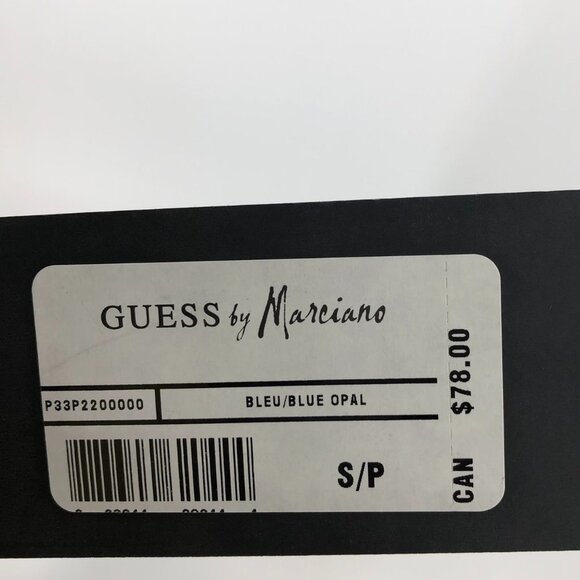 GUESS by Marciano
P33P2200000 BLEU/BLUE OPAL
S/P
CAN $78.00